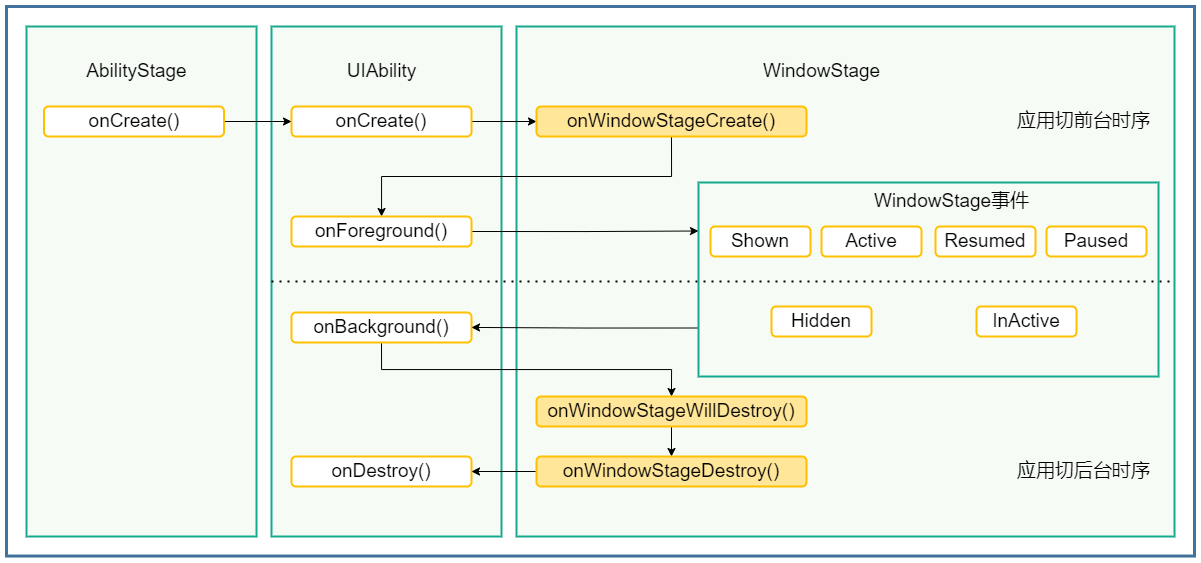 AbilityStage
UIAbility
WindowStage
onCreate()
onCreate()
onWindowStageCreate()
应用切前台时序
WindowStage事件
onForeground()
Shown
Active
Resumed
Paused
onBackground()
Hidden
InActive
onWindowStageWillDestroy()
onDestroy()
onWindowStageDestroy()
应用切后台时序